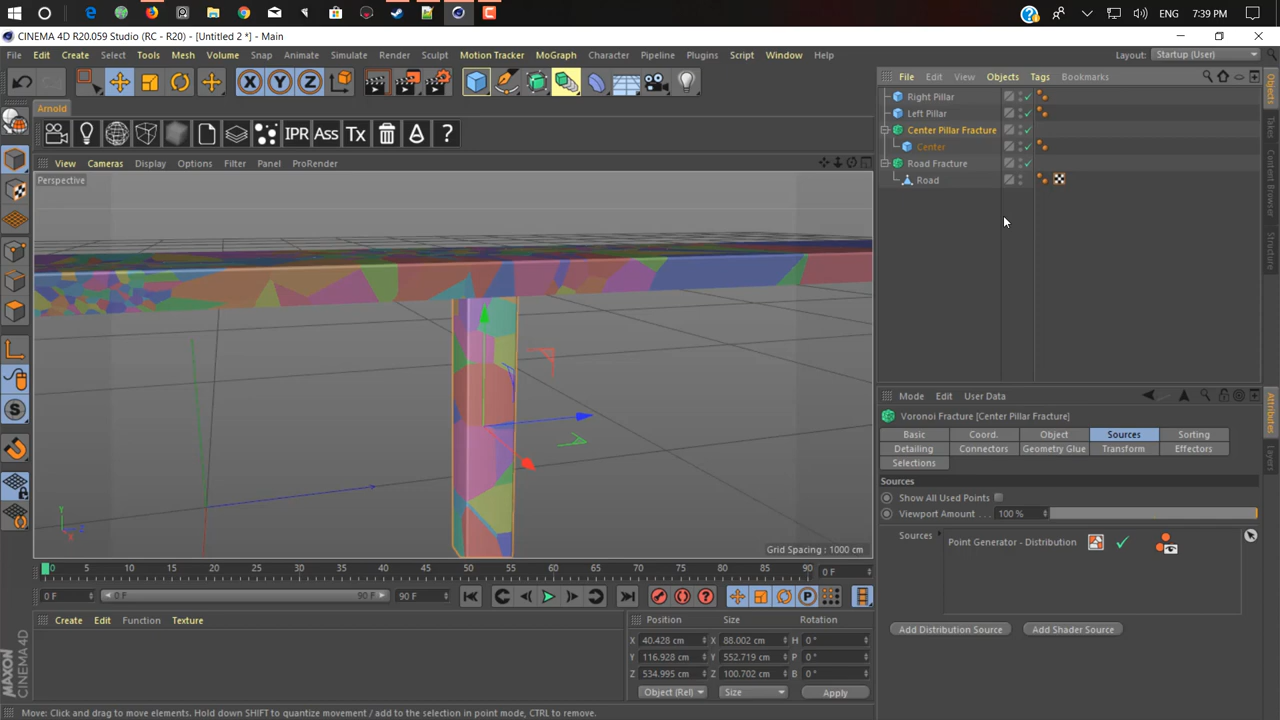 ENG 7:39 PM
CINEMA 4D R20.059 Studio (RC - R20) - [Untitled 2 *] - Main
File Edit Create Select Tools Mesh Volume Snap Animate Simulate Render Sculpt Motion Tracker MoGraph Character Pipeline Plugins Script Window Help Layout: Startup (User)
File Edit View Objects Tags Bookmarks
Arnold
IPR Ass Tx ?
View Cameras Display Options Filter Panel ProRender
Perspective
Right Pillar
Left Pillar
Center Pillar Fracture
Center
Road Fracture
Road
Objects
Takes
Content Browser
Structure
Attributes
Layers
Grid Spacing : 1000 cm
Mode Edit User Data
Voronoi Fracture [Center Pillar Fracture]
Basic Coord. Object Sources Sorting
Detailing Connectors Geometry Glue Transform Effectors
Selections
Sources
Show All Used Points
Viewport Amount . . . 100 %
Sources
Point Generator - Distribution
Add Distribution Source Add Shader Source
0 5 10 15 20 25 30 35 40 45 50 55 60 65 70 75 80 85 90 0 F
0 F 0 F 90 F 90 F
Create Edit Function Texture
Position Size Rotation
X 40.428 cm X 88.002 cm H 0 °
Y 116.928 cm Y 552.719 cm P 0 °
Z 534.995 cm Z 100.702 cm B 0 °
Object (Rel) Size Apply
MAXON CINEMA 4D
Move: Click and drag to move elements. Hold down SHIFT to quantize movement / add to the selection in point mode, CTRL to remove.